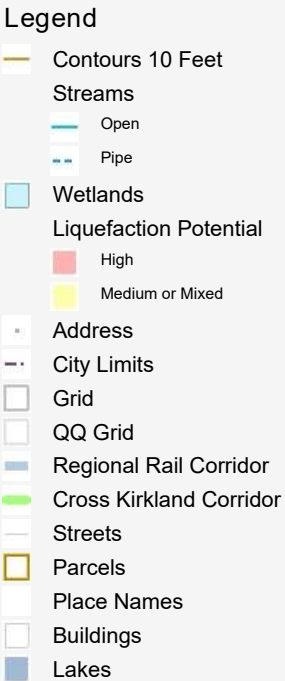 Legend
Contours 10 Feet
Streams
Open
Pipe
Wetlands
Liquefaction Potential
High
Medium or Mixed
Address
City Limits
Grid
QQ Grid
Regional Rail Corridor
Cross Kirkland Corridor
Streets
Parcels
Place Names
Buildings
Lakes